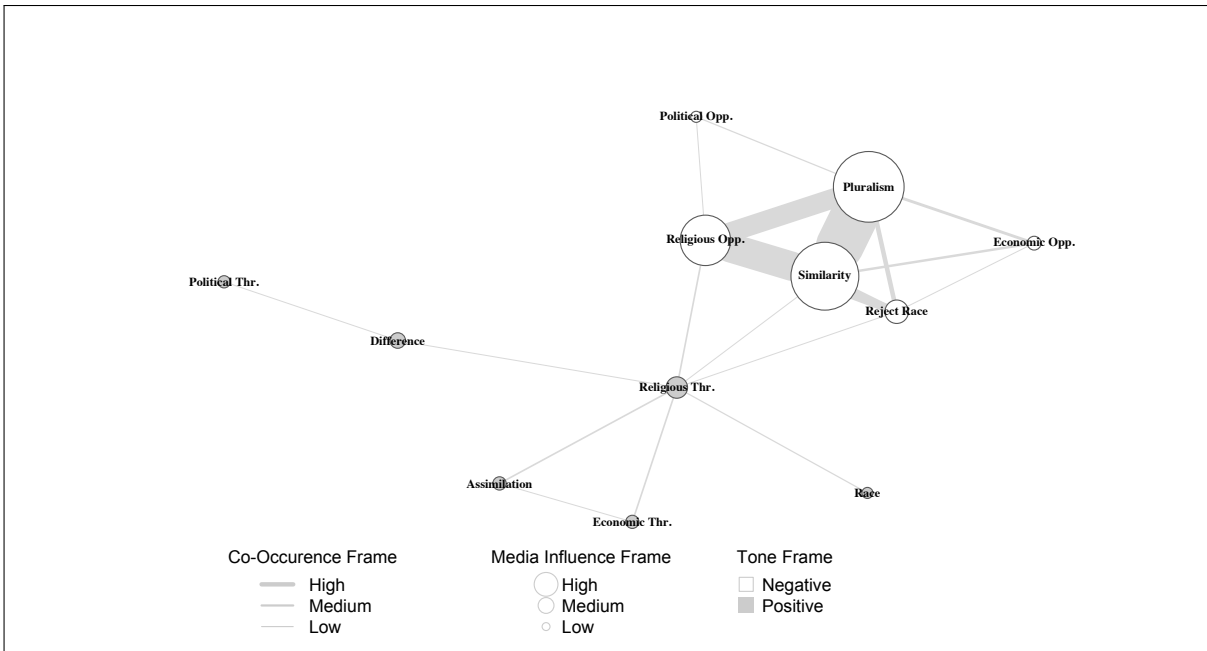 Political Opp.
Pluralism
Religious Opp.
Economic Opp.
Similarity
Political Thr.
Reject Race
Difference
Religious Thr.
Assimilation
Race
Economic Thr.
Co-Occurence Frame
High
Medium
Low
Media Influence Frame
High
Medium
Low
Tone Frame
Negative
Positive